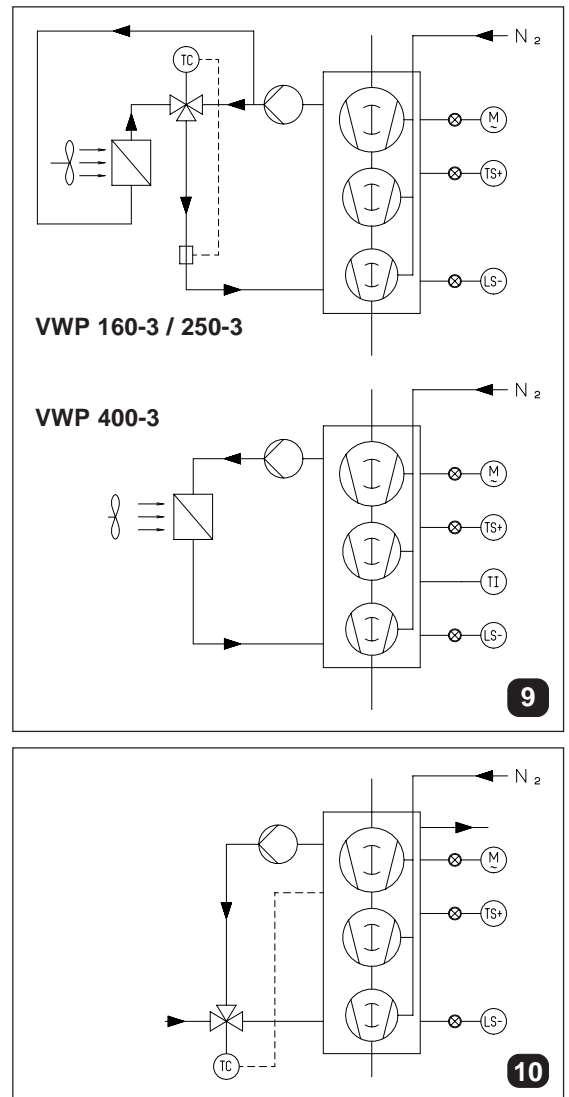 N₂
TC
M
~
TS+
LS-
VWP 160-3 / 250-3
VWP 400-3
N₂
M
~
TS+
TI
LS-
9
N₂
M
~
TS+
LS-
TC
10